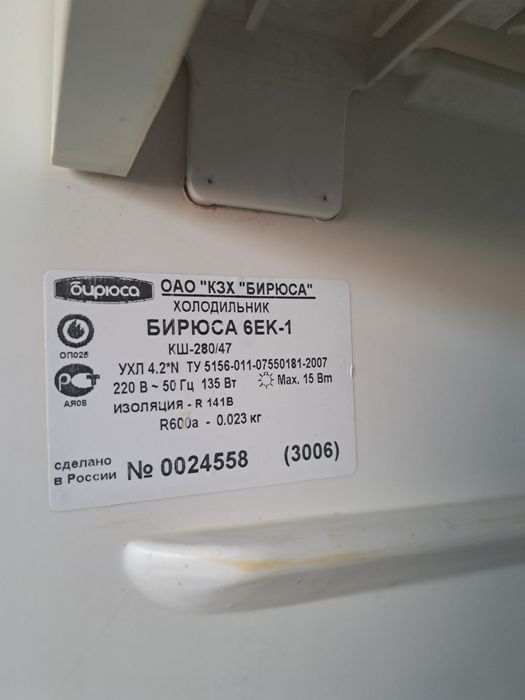 бирюса ОАО "КЗХ "БИРЮСА"
ХОЛОДИЛЬНИК
БИРЮСА 6ЕК-1
КШ-280/47
ОП026
УХЛ 4.2*N ТУ 5156-011-07550181-2007
РСТ 220 В ~ 50 Гц 135 Вт Max. 15 Вт
АЯ08
ИЗОЛЯЦИЯ - R 141B
R600a - 0.023 кг
сделано
в России № 0024558 (3006)